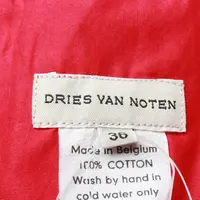 DRIES VAN NOTEN
36
Made in Belgium
100% COTTON
Wash by hand in
cold water only